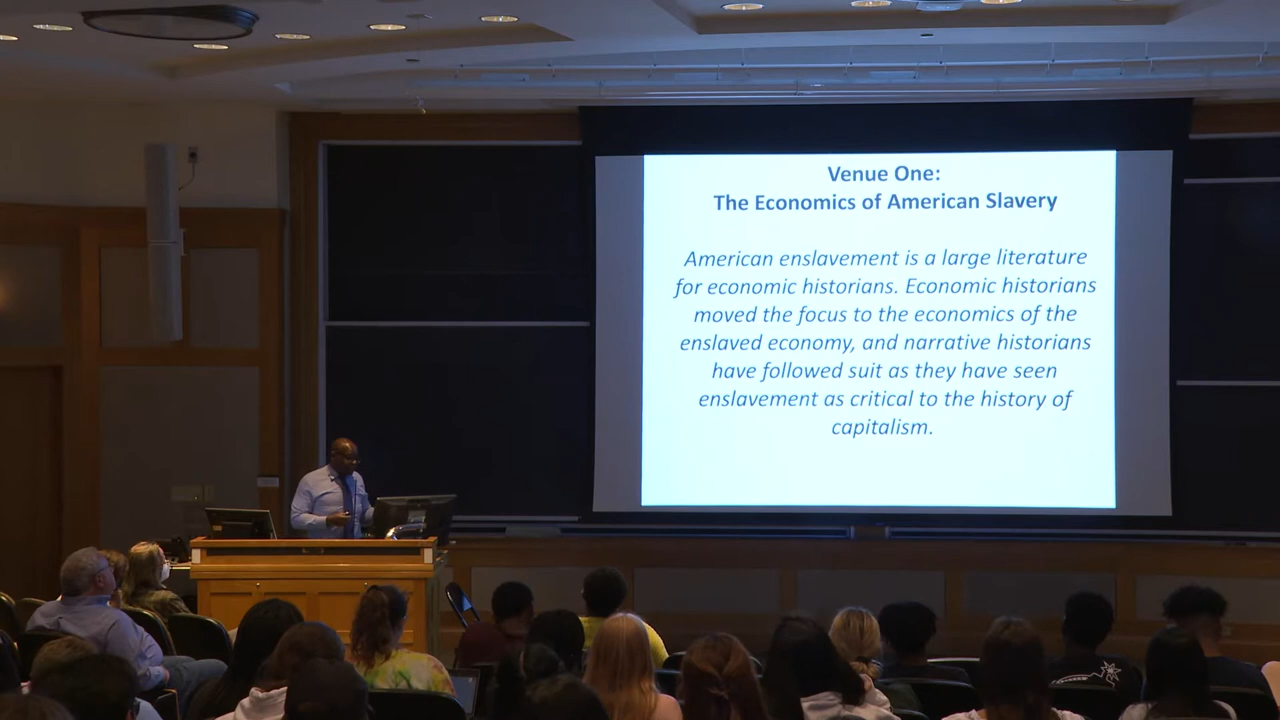 Venue One:
The Economics of American Slavery
American enslavement is a large literature
for economic historians. Economic historians
moved the focus to the economics of the
enslaved economy, and narrative historians
have followed suit as they have seen
enslavement as critical to the history of
capitalism.